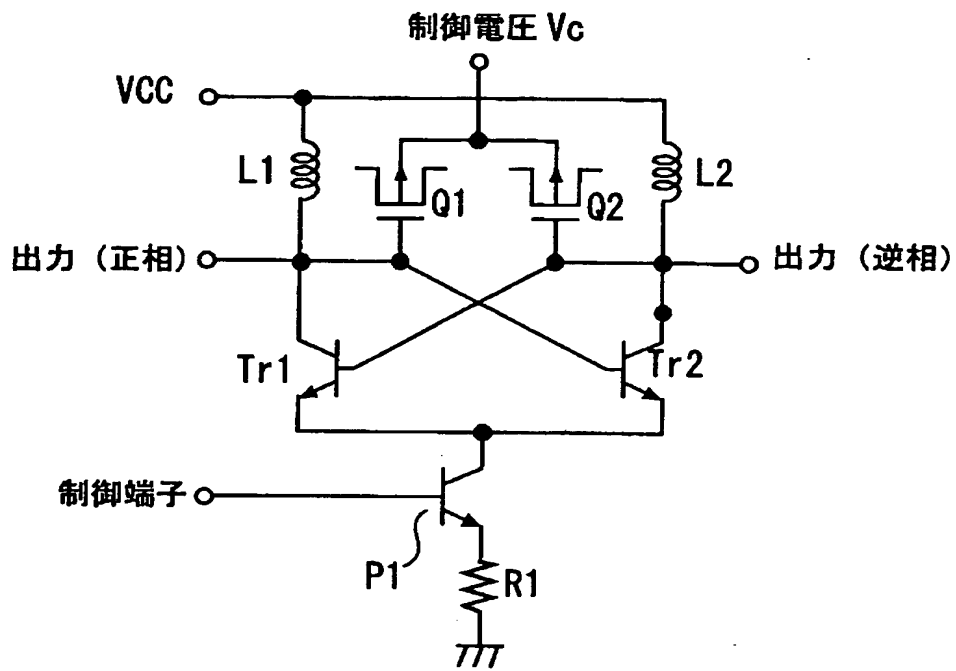 制御電圧 Vc
VCC
L1
Q1
Q2
L2
出力（正相）
出力（逆相）
Tr1
Tr2
制御端子
P1
R1